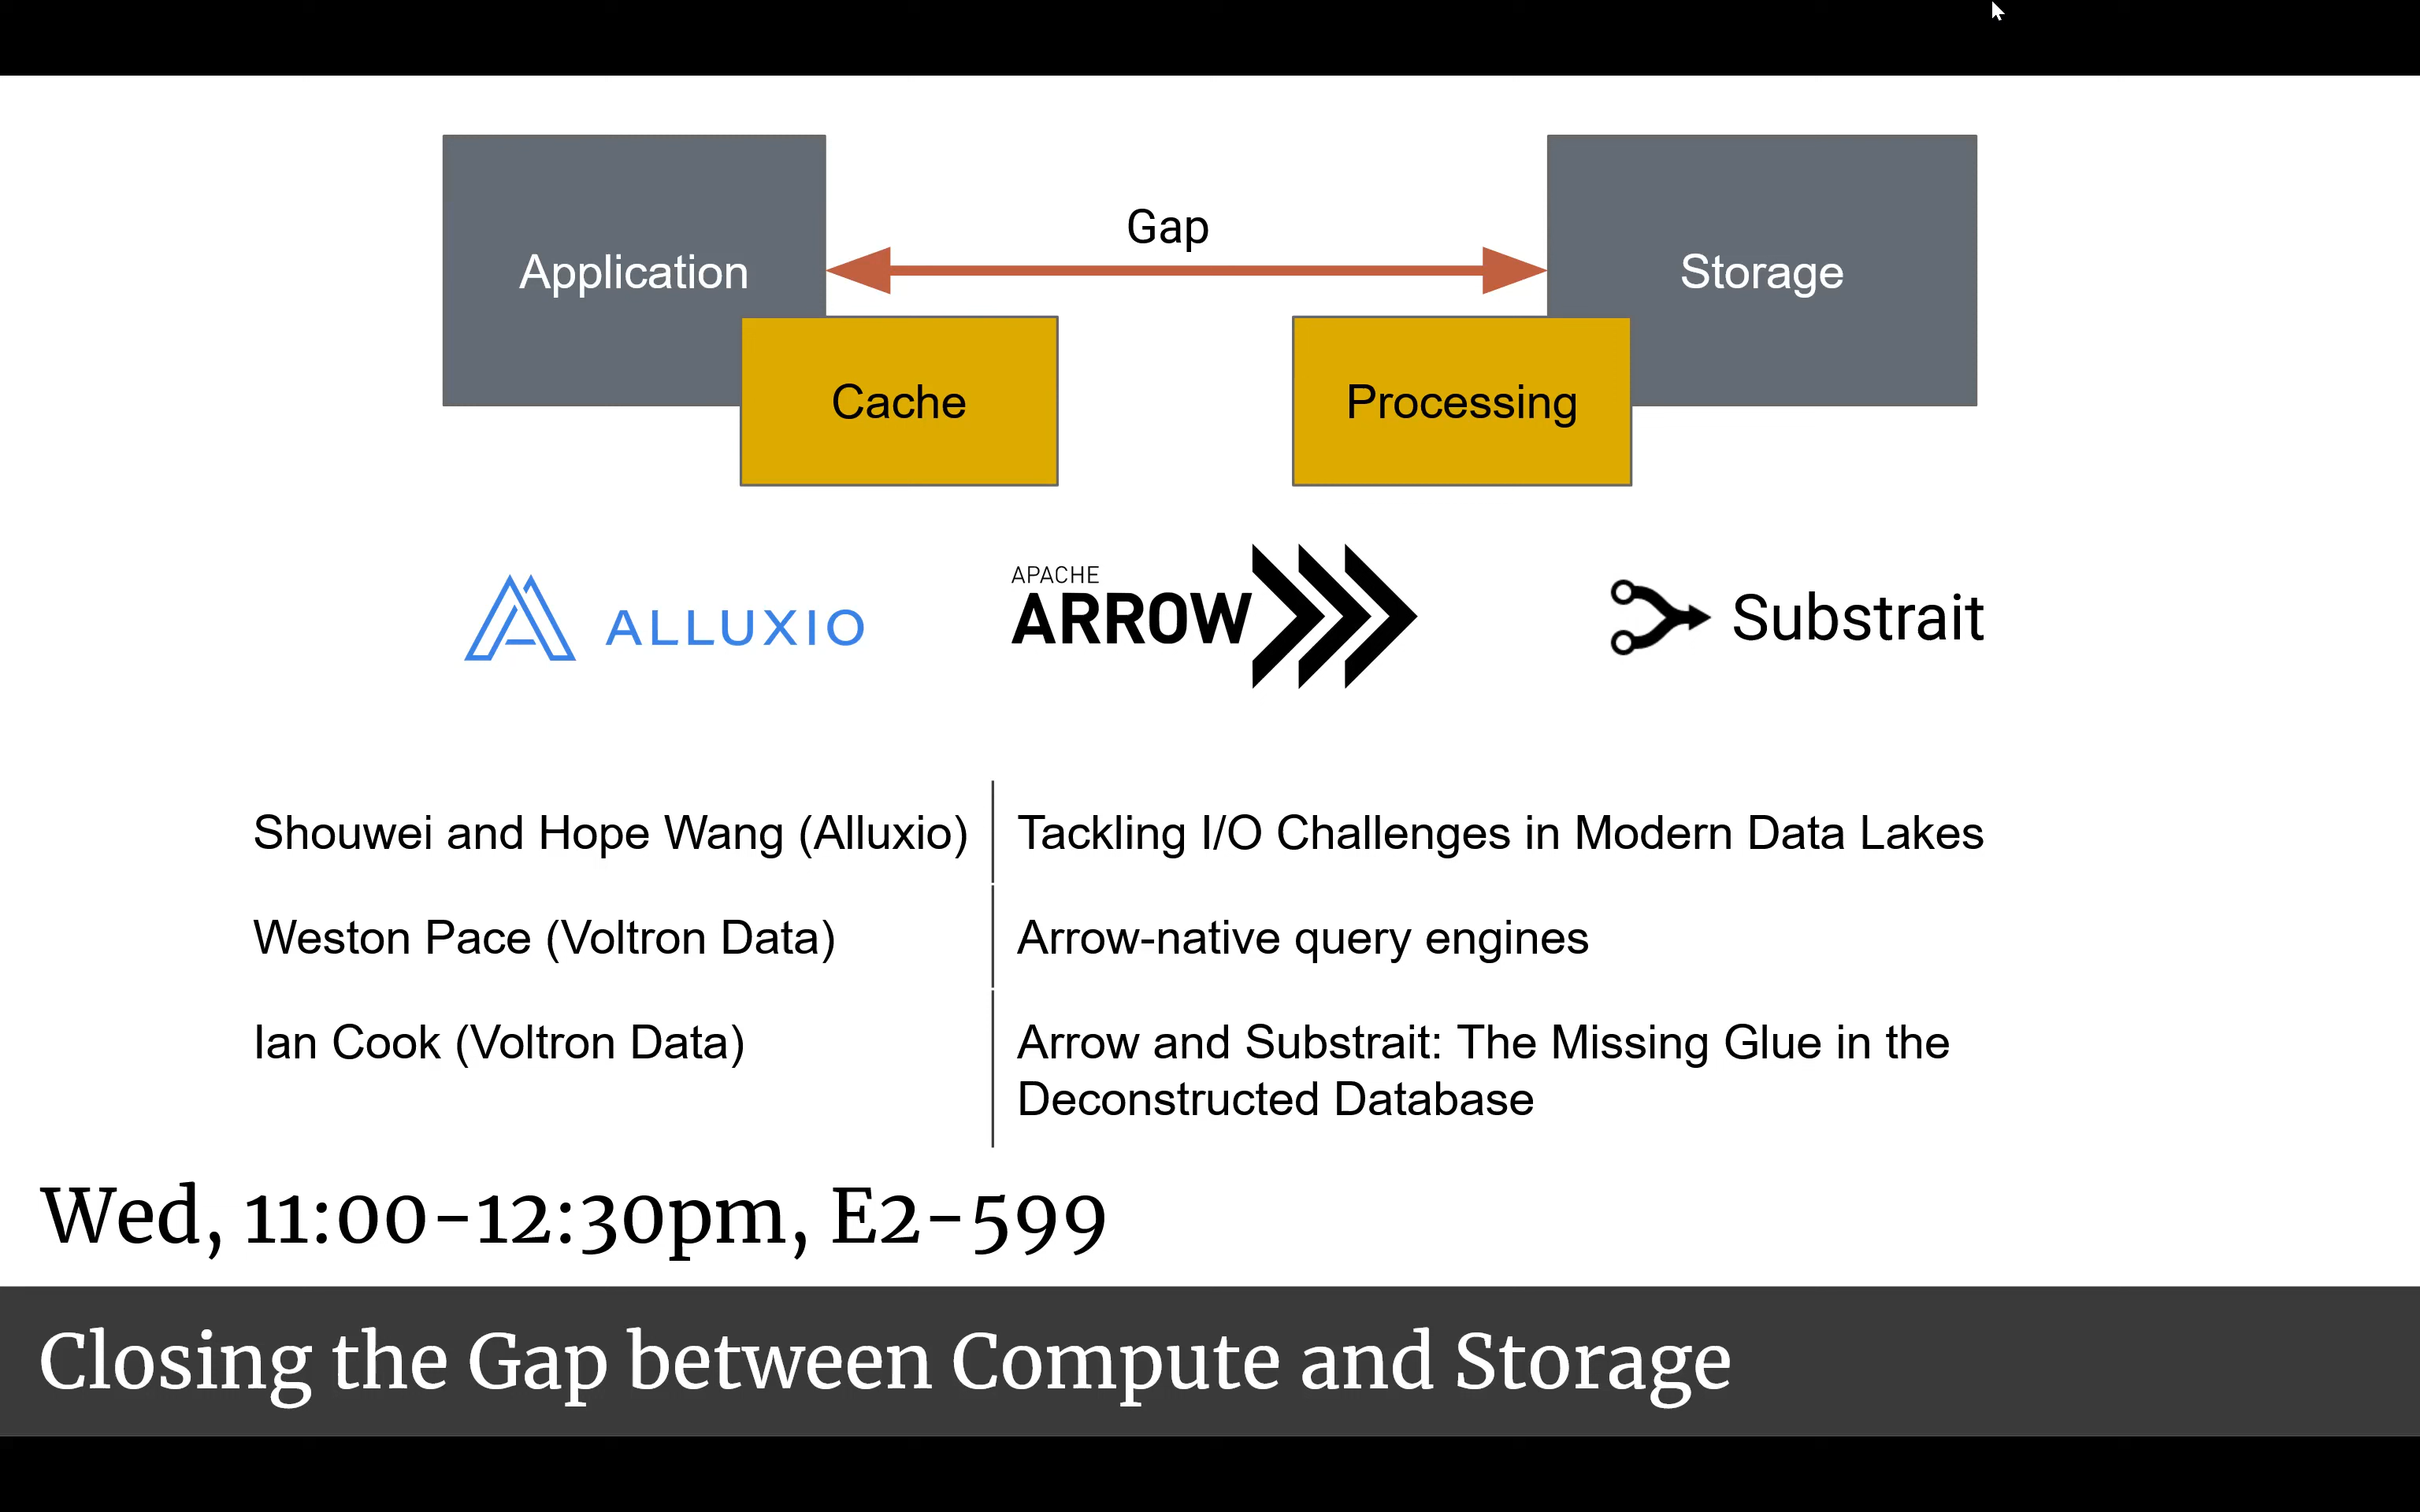 Gap
Application
Storage
Cache
Processing
ALLUXIO
APACHE
ARROW
Substrait
Shouwei and Hope Wang (Alluxio)
Tackling I/O Challenges in Modern Data Lakes
Weston Pace (Voltron Data)
Arrow-native query engines
Ian Cook (Voltron Data)
Arrow and Substrait: The Missing Glue in the
Deconstructed Database
Wed, 11:00-12:30pm, E2-599
Closing the Gap between Compute and Storage